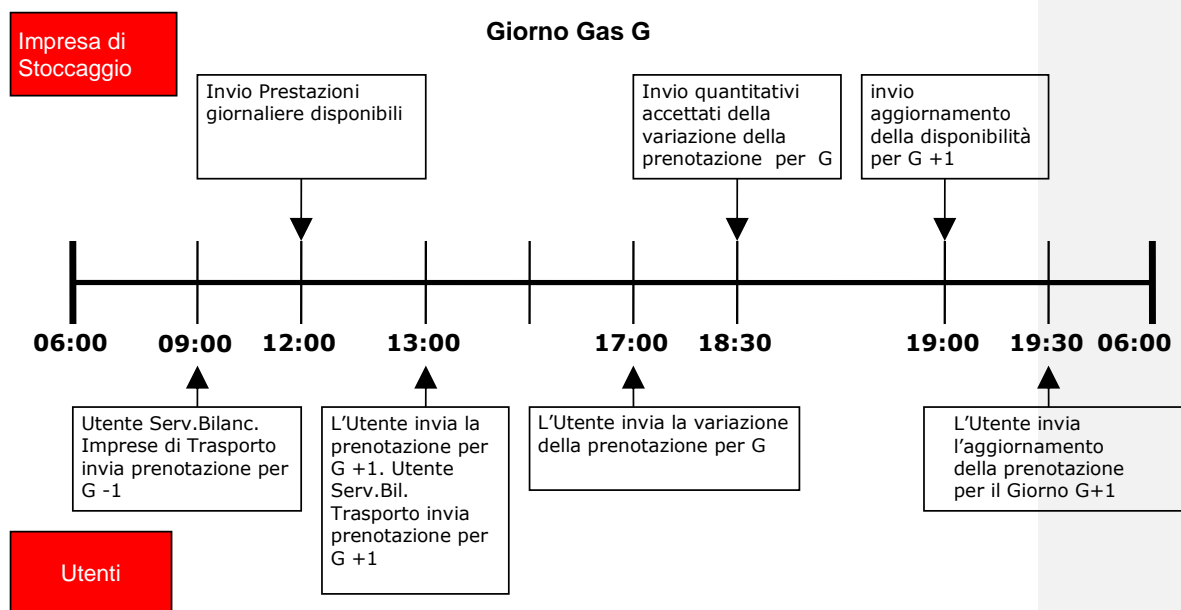 Impresa di
Stoccaggio
Giorno Gas G
Invio Prestazioni
giornaliere disponibili
Invio quantitativi
accettati della
variazione della
prenotazione per G
invio
aggiornamento
della disponibilità
per G +1
06:00
09:00
12:00
13:00
17:00
18:30
19:00
19:30
06:00
Utente Serv.Bilanc.
Imprese di Trasporto
invia prenotazione per
G -1
L'Utente invia la
prenotazione per
G +1. Utente
Serv.Bil.
Trasporto invia
prenotazione per
G +1
L'Utente invia la variazione
della prenotazione per G
L'Utente invia
l'aggiornamento
della prenotazione
per il Giorno G+1
Utenti